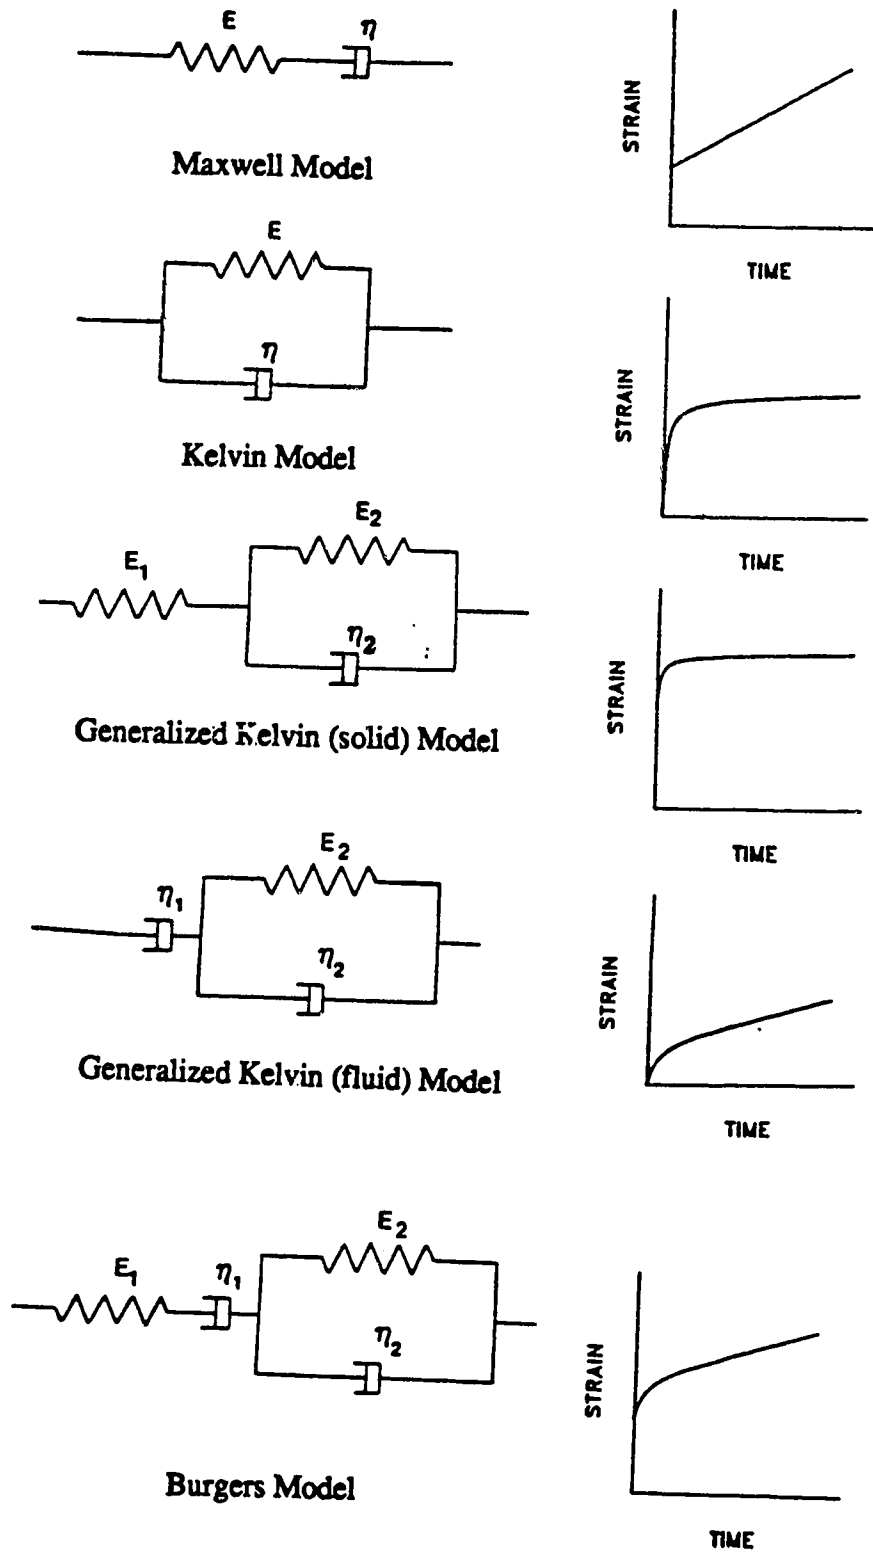 E
η
STRAIN
TIME
Maxwell Model
E
η
STRAIN
TIME
Kelvin Model
E1
E2
η2
STRAIN
TIME
Generalized Kelvin (solid) Model
η1
E2
η2
STRAIN
TIME
Generalized Kelvin (fluid) Model
E1
η1
E2
η2
STRAIN
TIME
Burgers Model